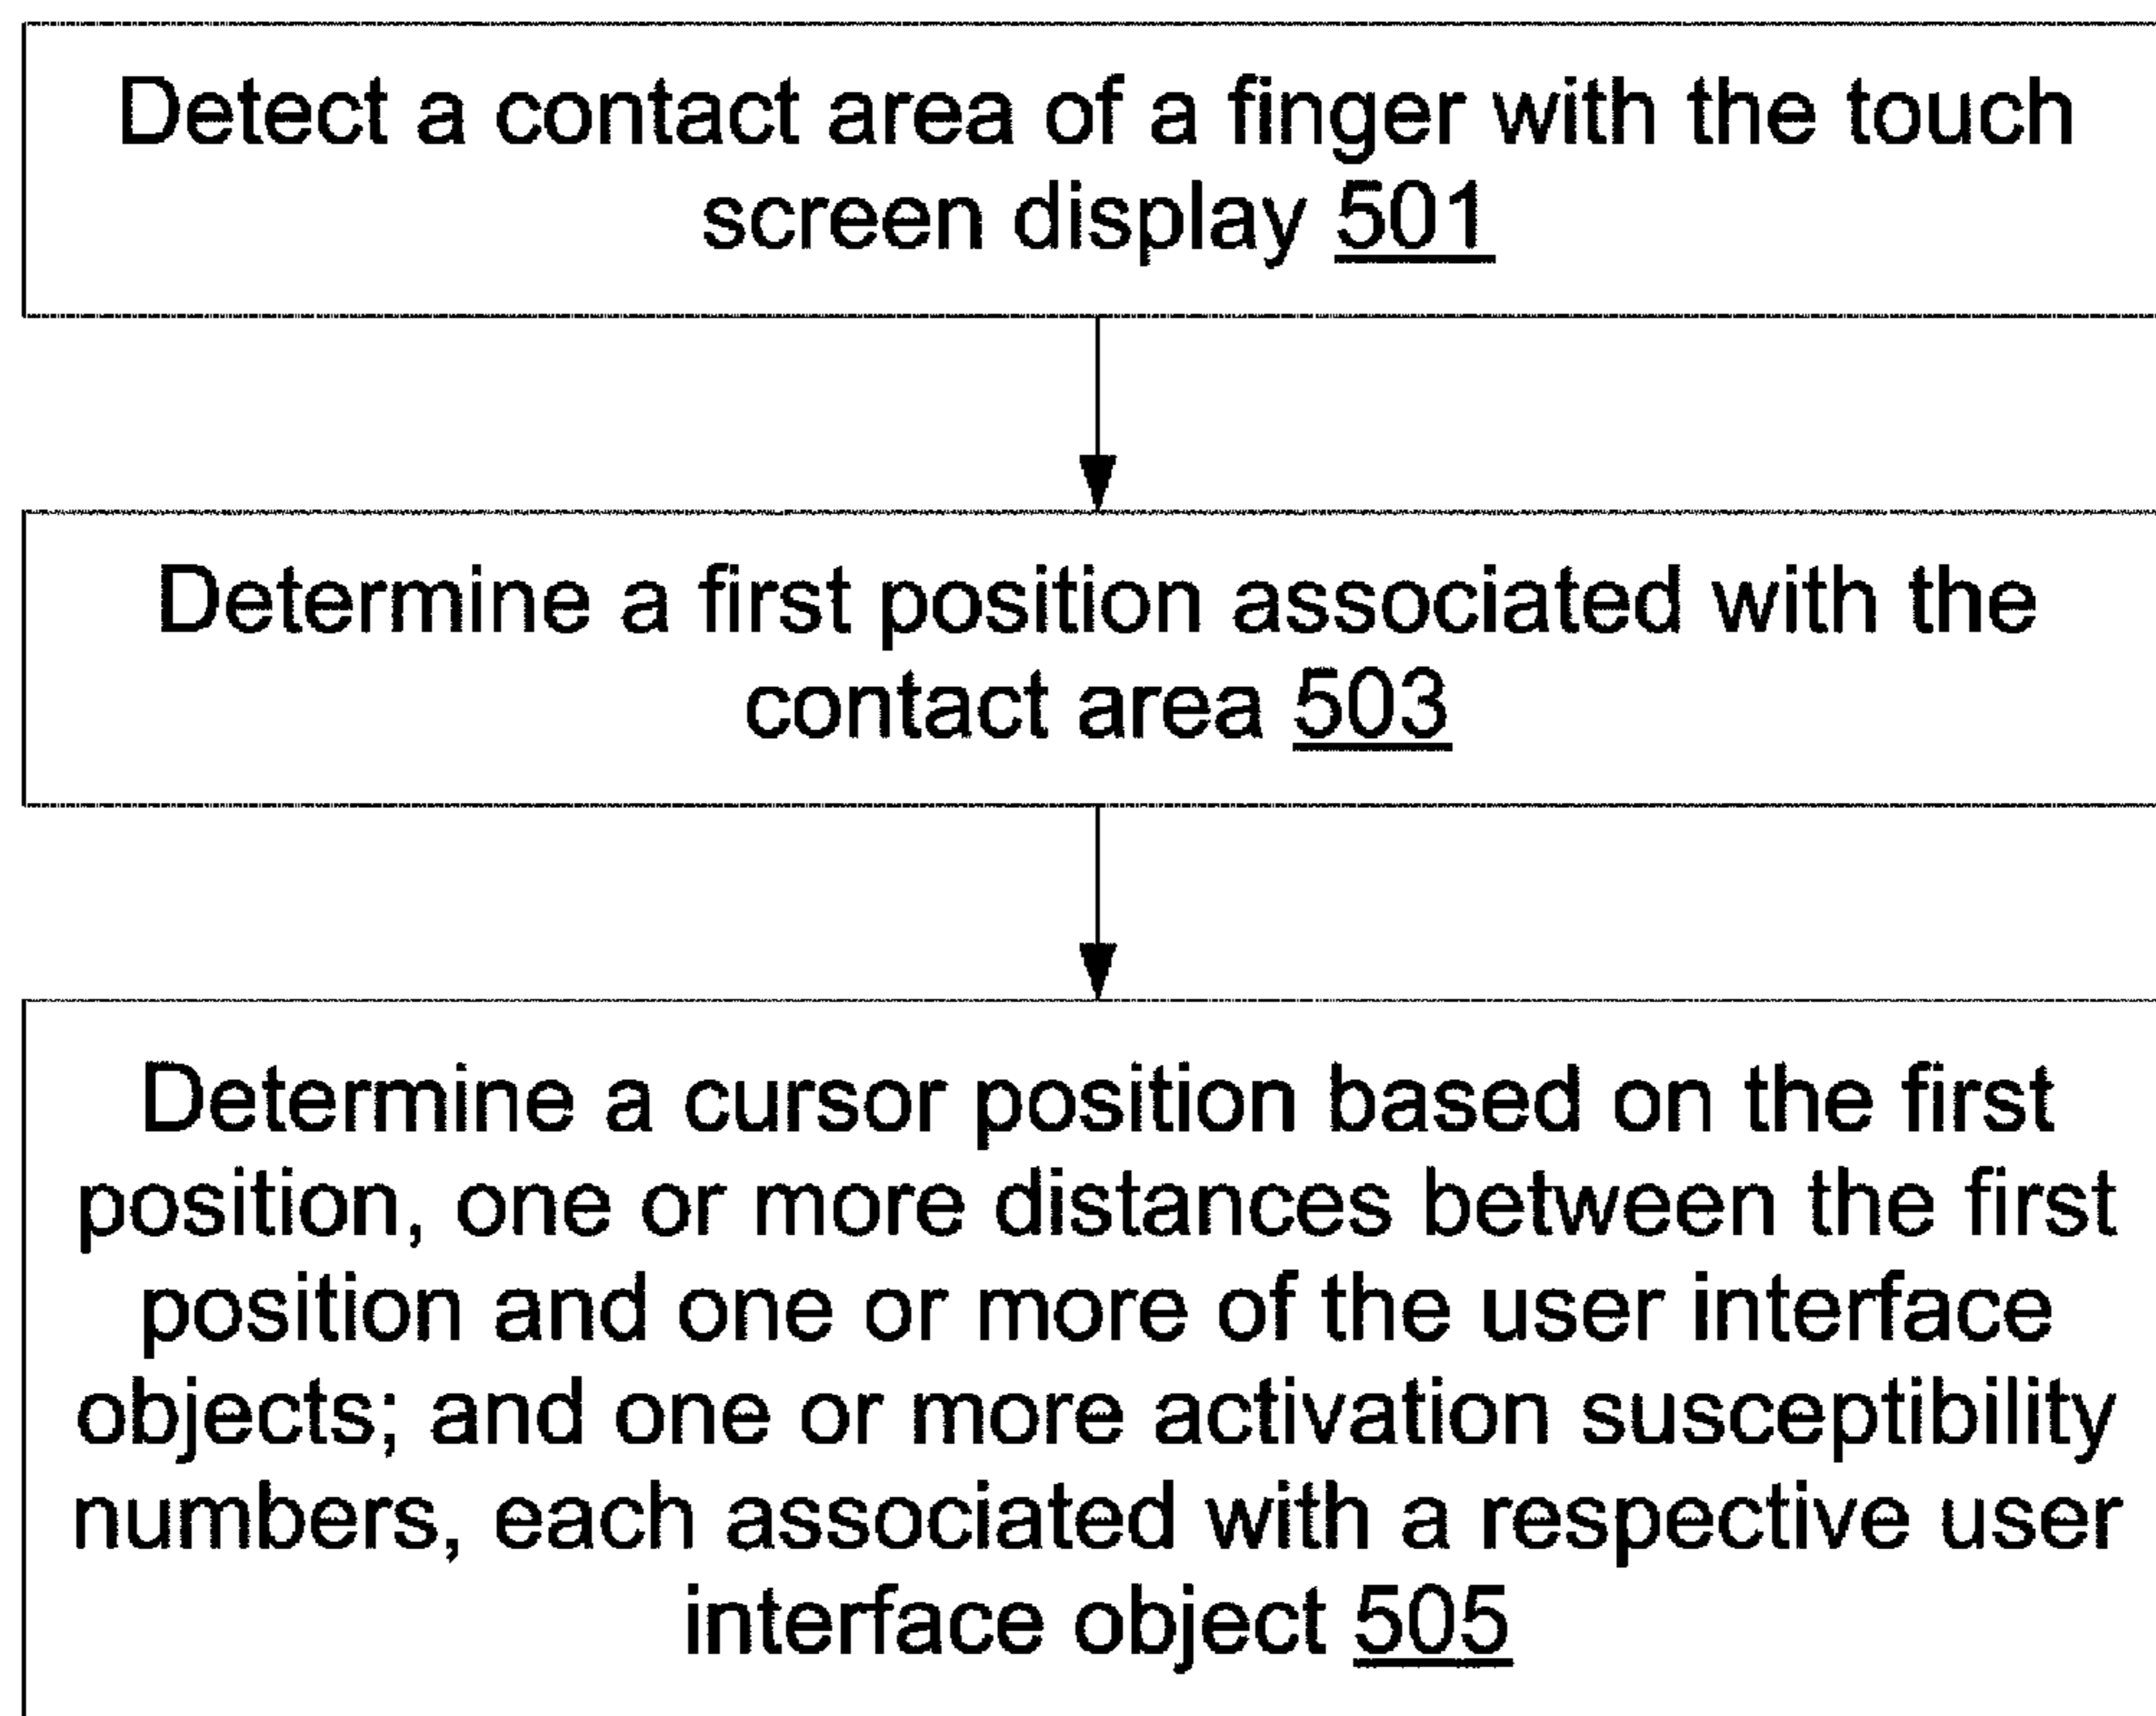 Detect a contact area of a finger with the touch
screen display 501
Determine a first position associated with the
contact area 503
Determine a cursor position based on the first
position, one or more distances between the first
position and one or more of the user interface
objects; and one or more activation susceptibility
numbers, each associated with a respective user
interface object 505